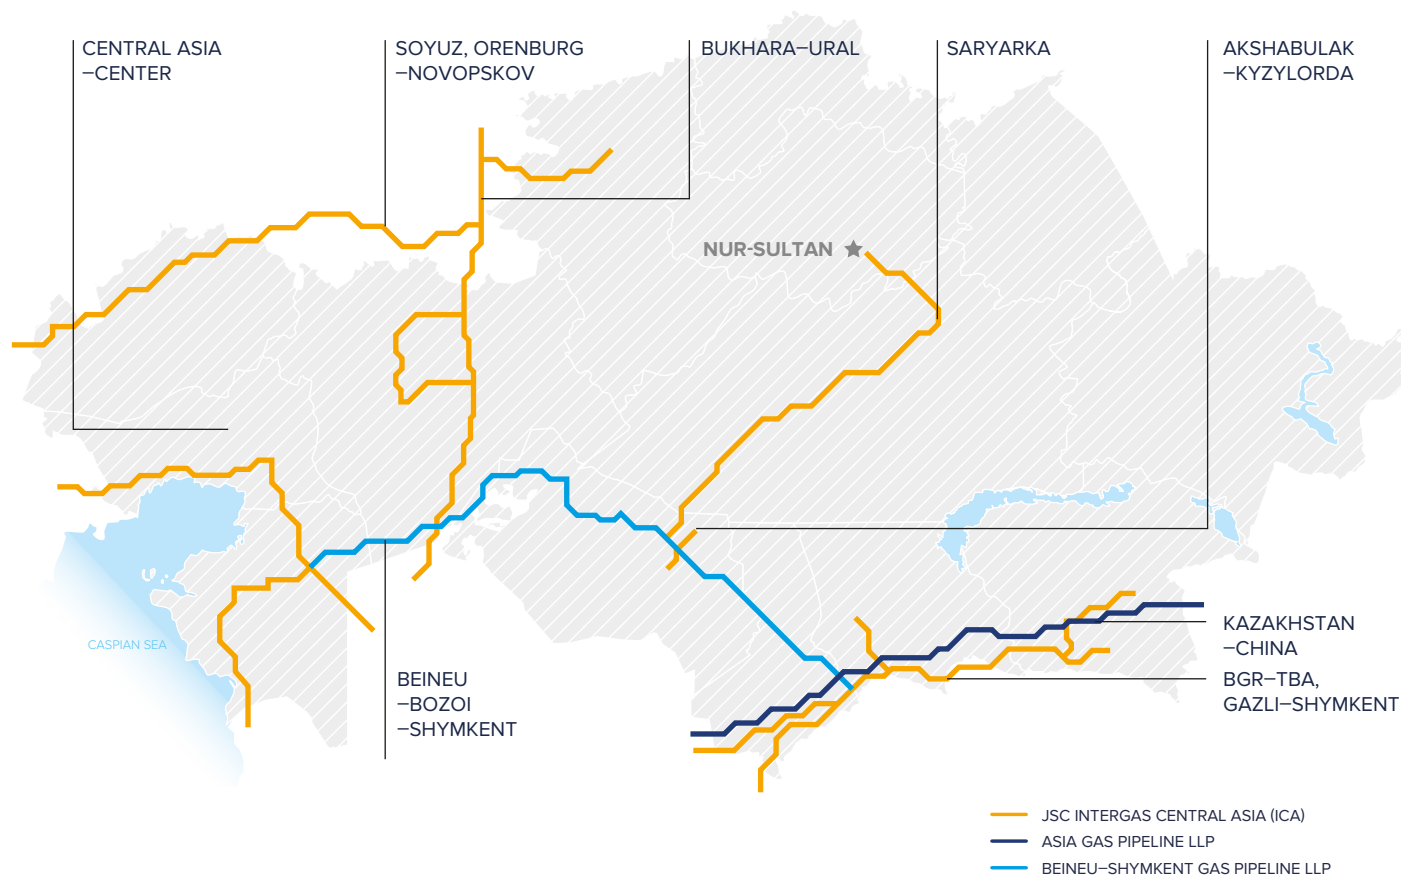 CENTRAL ASIA
–CENTER
SOYUZ, ORENBURG
–NOVOPSKOV
BUKHARA–URAL
SARYARKA
AKSHABULAK
–KYZYLORDA
NUR-SULTAN
CASPIAN SEA
BEINEU
–BOZOI
–SHYMKENT
KAZAKHSTAN
–CHINA
BGR–TBA,
GAZLI–SHYMKENT
JSC INTERGAS CENTRAL ASIA (ICA)
ASIA GAS PIPELINE LLP
BEINEU–SHYMKENT GAS PIPELINE LLP